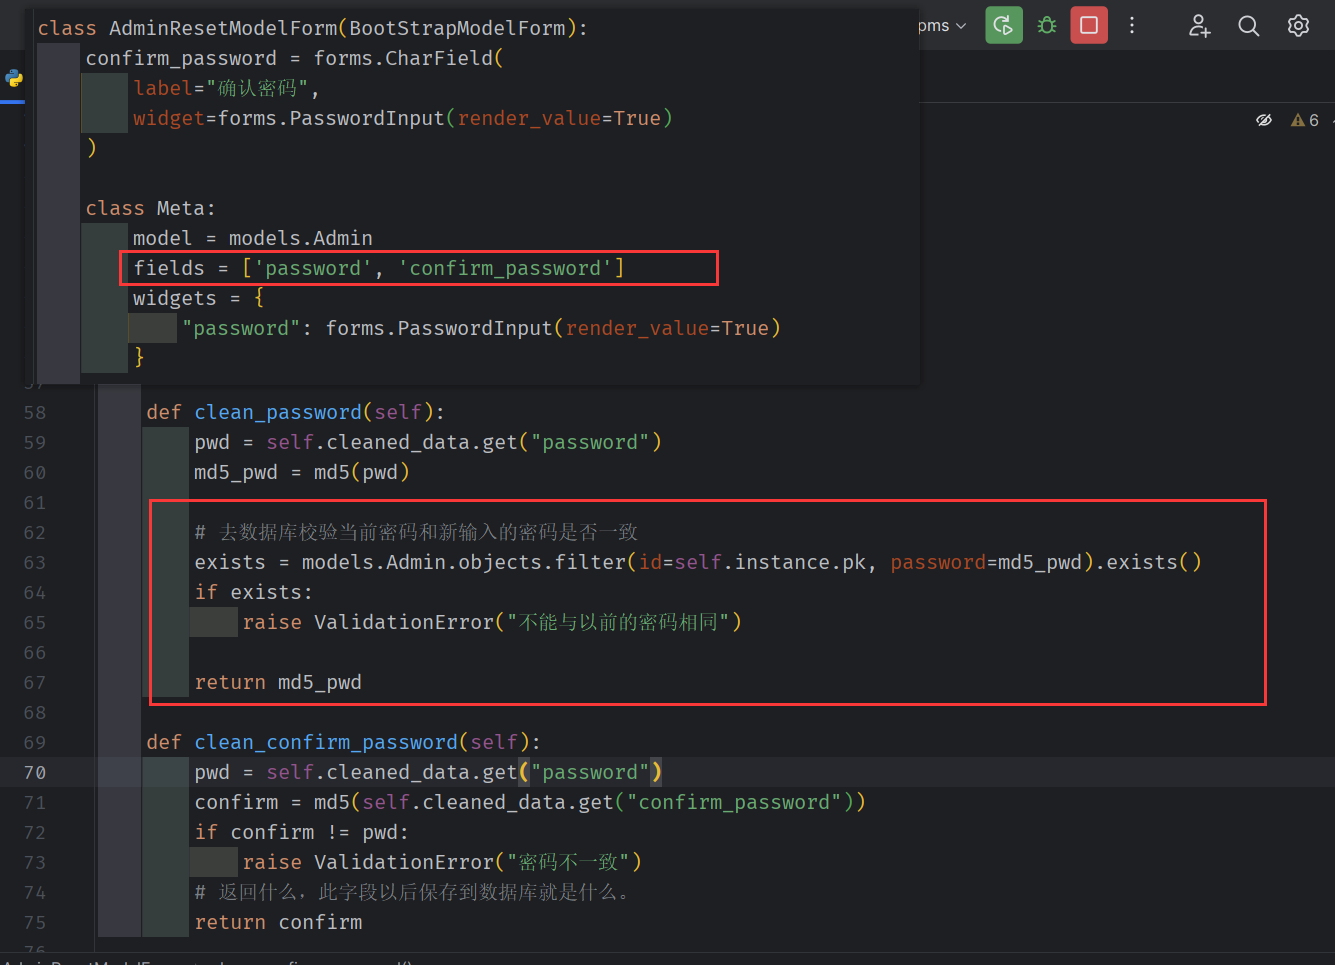 class AdminResetModelForm(BootStrapModelForm):
pms
confirm_password = forms.CharField(
label="确认密码",
widget=forms.PasswordInput(render_value=True)
)
6
class Meta:
model = models.Admin
fields = ['password', 'confirm_password']
widgets = {
"password": forms.PasswordInput(render_value=True)
}
58 def clean_password(self):
59 pwd = self.cleaned_data.get("password")
60 md5_pwd = md5(pwd)
61
62 # 去数据库校验当前密码和新输入的密码是否一致
63 exists = models.Admin.objects.filter(id=self.instance.pk, password=md5_pwd).exists()
64 if exists:
65 raise ValidationError("不能与以前的密码相同")
66
67 return md5_pwd
68
69 def clean_confirm_password(self):
70 pwd = self.cleaned_data.get("password")
71 confirm = md5(self.cleaned_data.get("confirm_password"))
72 if confirm != pwd:
73 raise ValidationError("密码不一致")
74 # 返回什么，此字段以后保存到数据库就是什么。
75 return confirm
76